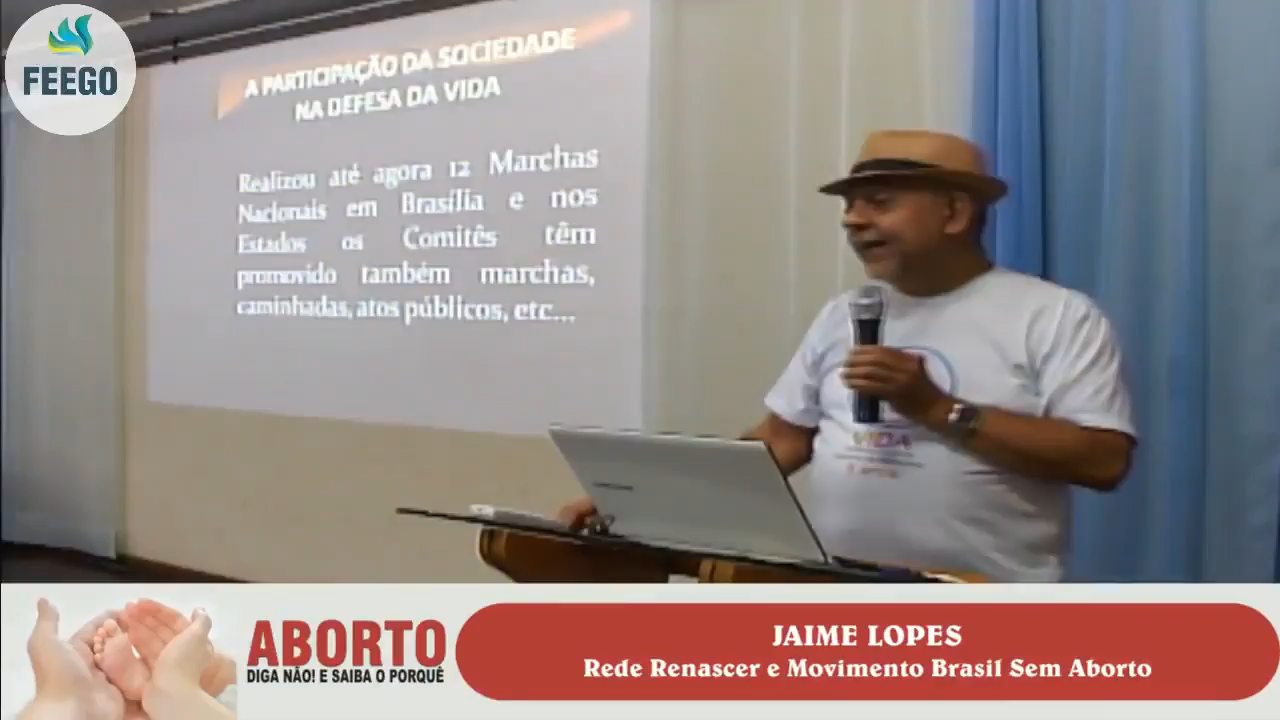 FEEGO
A PARTICIPAÇÃO DA SOCIEDADE
NA DEFESA DA VIDA
Realizou até agora 12 Marchas
Nacionais em Brasília e nos
Estados os Comitês têm
promovido também marchas,
caminhadas, atos públicos, etc...
VIDA
ABORTO
DIGA NÃO! E SAIBA O PORQUÊ
JAIME LOPES
Rede Renascer e Movimento Brasil Sem Aborto